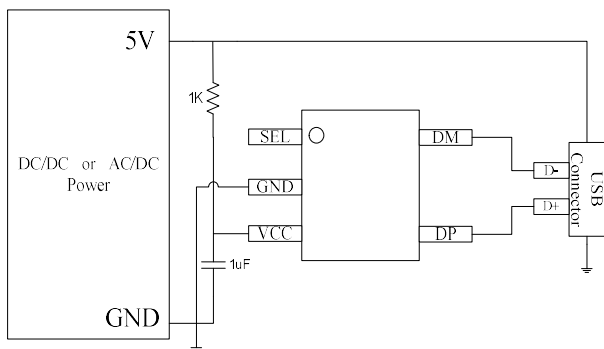 5V
1K
DC/DC or AC/DC
Power
SEL
DM
GND
D-
D+
USB
Connector
VCC
DP
1uF
GND